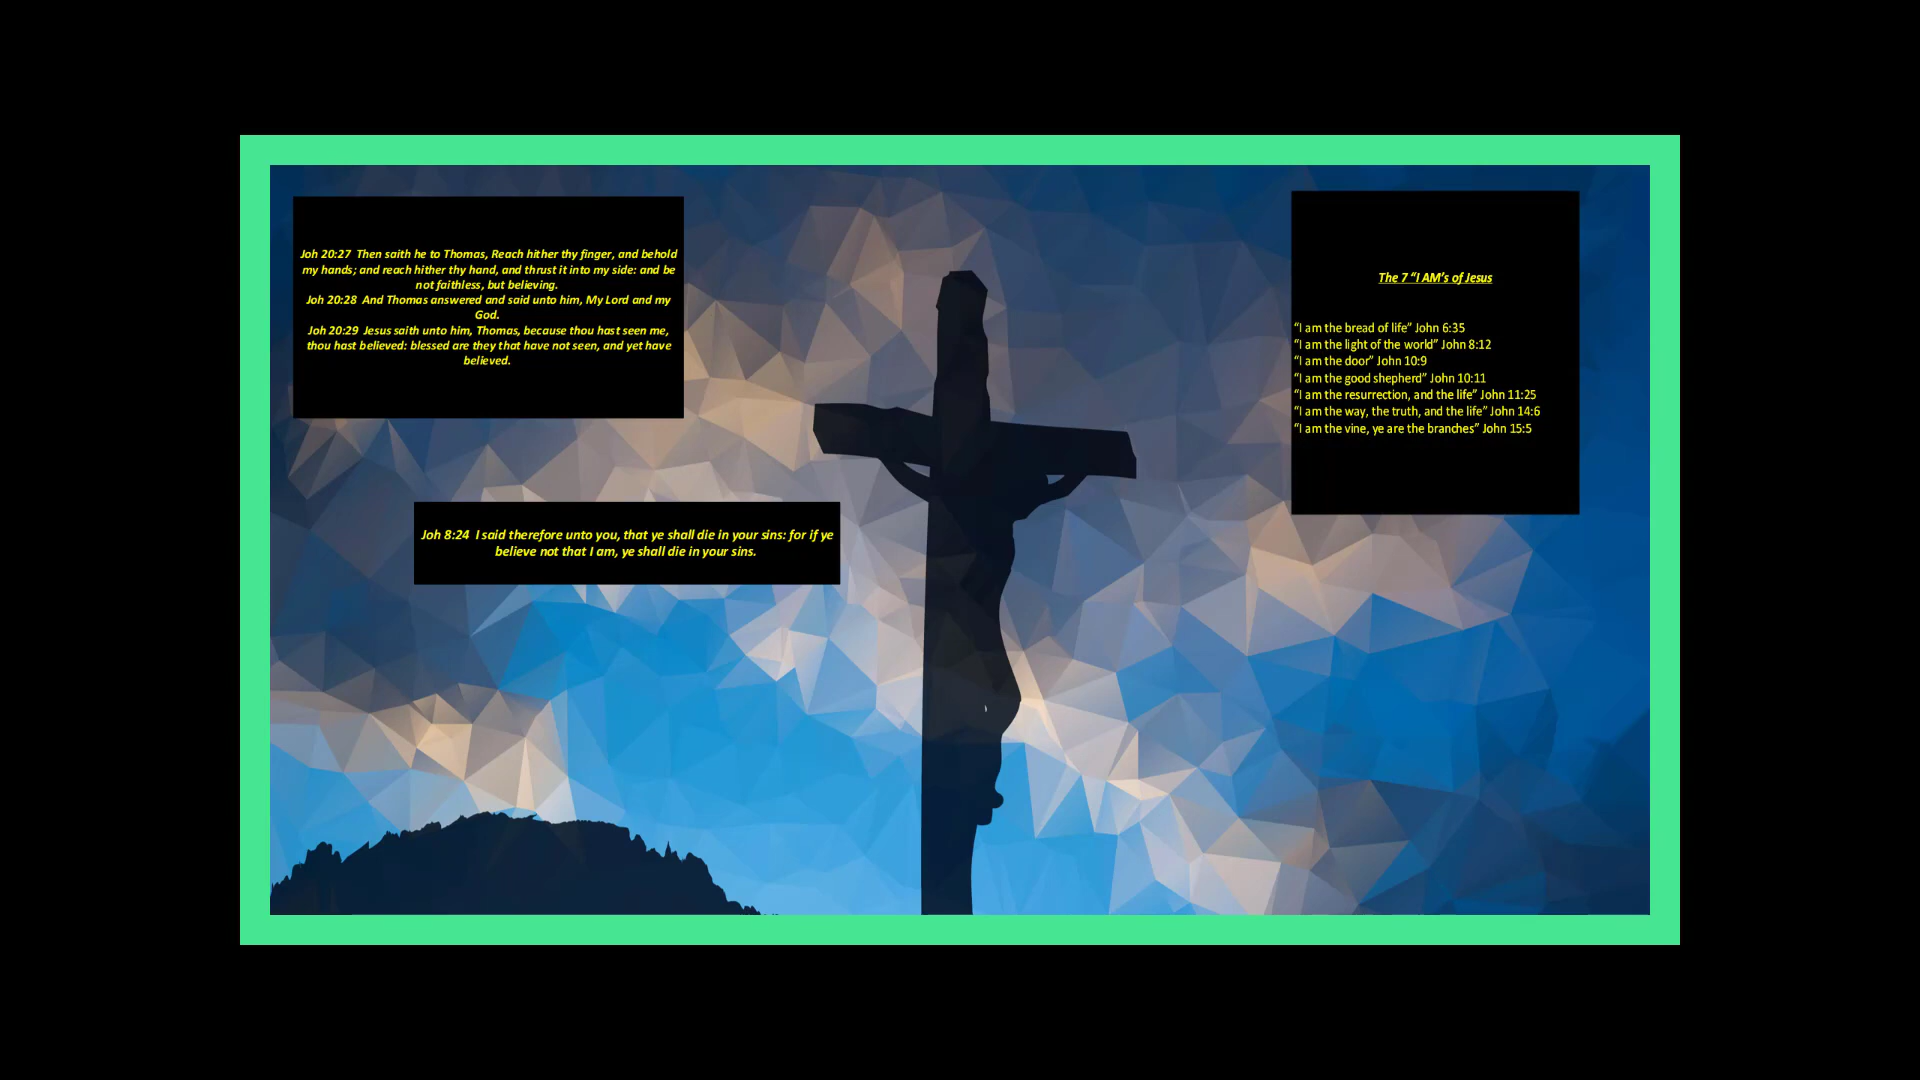 Joh 20:27  Then saith he to Thomas, Reach hither thy finger, and behold
my hands; and reach hither thy hand, and thrust it into my side: and be
not faithless, but believing.
Joh 20:28  And Thomas answered and said unto him, My Lord and my
God.
Joh 20:29  Jesus saith unto him, Thomas, because thou hast seen me,
thou hast believed: blessed are they that have not seen, and yet have
believed.
The 7 “I AM’s of Jesus
“I am the bread of life” John 6:35
“I am the light of the world” John 8:12
“I am the door” John 10:9
“I am the good shepherd” John 10:11
“I am the resurrection, and the life” John 11:25
“I am the way, the truth, and the life” John 14:6
“I am the vine, ye are the branches” John 15:5
Joh 8:24  I said therefore unto you, that ye shall die in your sins: for if ye
believe not that I am, ye shall die in your sins.